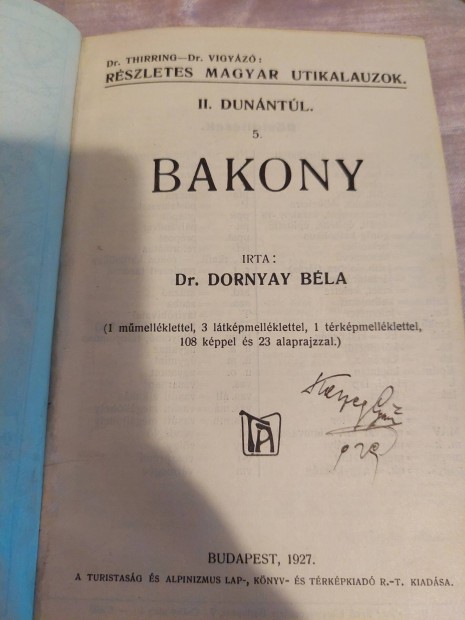 Dr. THIRRING—Dr. VIGYÁZÓ:
RÉSZLETES MAGYAR UTIKALAUZOK.
II. DUNÁNTÚL.
5.
BAKONY
IRTA:
Dr. DORNYAY BÉLA
(1 műmelléklettel, 3 látképmelléklettel, 1 térképmelléklettel,
108 képpel és 23 alaprajzzal.)
BUDAPEST, 1927.
A TURISTASÁG ÉS ALPINIZMUS LAP-, KÖNYV- ÉS TÉRKÉPKIADÓ R.-T. KIADÁSA.